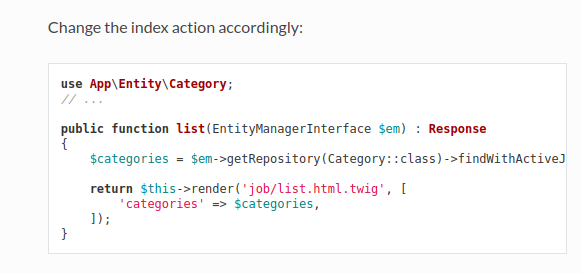 Change the index action accordingly:
use App\Entity\Category;
// ...
public function list(EntityManagerInterface $em) : Response
{
$categories = $em->getRepository(Category::class)->findWithActiveJ
return $this->render('job/list.html.twig', [
'categories' => $categories,
]);
}